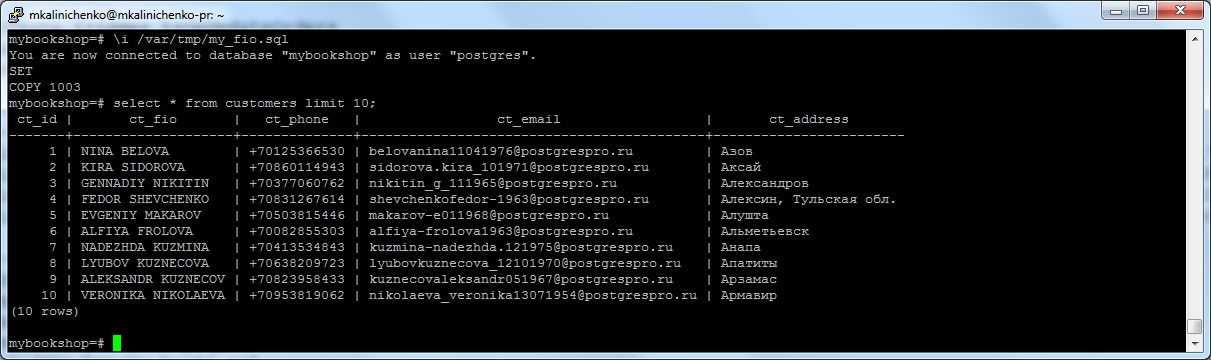 mkalinichenko@mkalinichenko-pr: ~
mybookshop=# \i /var/tmp/my_fio.sql
You are now connected to database "mybookshop" as user "postgres".
SET
COPY 1003
mybookshop=# select * from customers limit 10;
 ct_id |       ct_fio       |   ct_phone   |                  ct_email                   |       ct_address
-------+--------------------+--------------+---------------------------------------------+------------------------
     1 | NINA BELOVA        | +70125366530 | belovanina11041976@postgrespro.ru           | Азов
     2 | KIRA SIDOROVA      | +70860114943 | sidorova.kira_101971@postgrespro.ru         | Аксай
     3 | GENNADIY NIKITIN   | +70377060762 | nikitin_g_111965@postgrespro.ru             | Александров
     4 | FEDOR SHEVCHENKO   | +70831267614 | shevchenkofedor-1963@postgrespro.ru         | Алексин, Тульская обл.
     5 | EVGENIY MAKAROV    | +70503815446 | makarov-e011968@postgrespro.ru              | Алушта
     6 | ALFIYA FROLOVA     | +70082855303 | alfiya-frolova1963@postgrespro.ru           | Альметьевск
     7 | NADEZHDA KUZMINA   | +70413534843 | kuzmina-nadezhda.121975@postgrespro.ru      | Анапа
     8 | LYUBOV KUZNECOVA   | +70638209723 | lyubovkuznecova_12101970@postgrespro.ru     | Апатиты
     9 | ALEKSANDR KUZNECOV | +70823958433 | kuznecovaleksandr051967@postgrespro.ru      | Арзамас
    10 | VERONIKA NIKOLAEVA | +70953819062 | nikolaeva_veronika13071954@postgrespro.ru | Армавир
(10 rows)
mybookshop=#